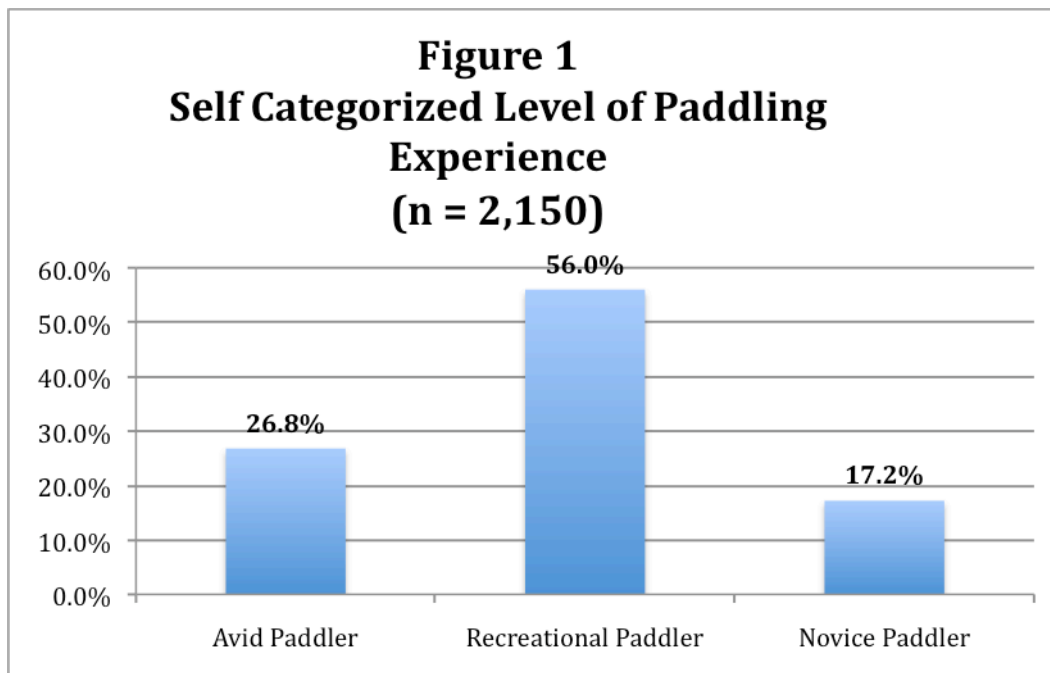 Figure 1
Self Categorized Level of Paddling
Experience
(n = 2,150)
60.0%
50.0%
40.0%
30.0%
20.0%
10.0%
0.0%
26.8%
56.0%
17.2%
Avid Paddler
Recreational Paddler
Novice Paddler